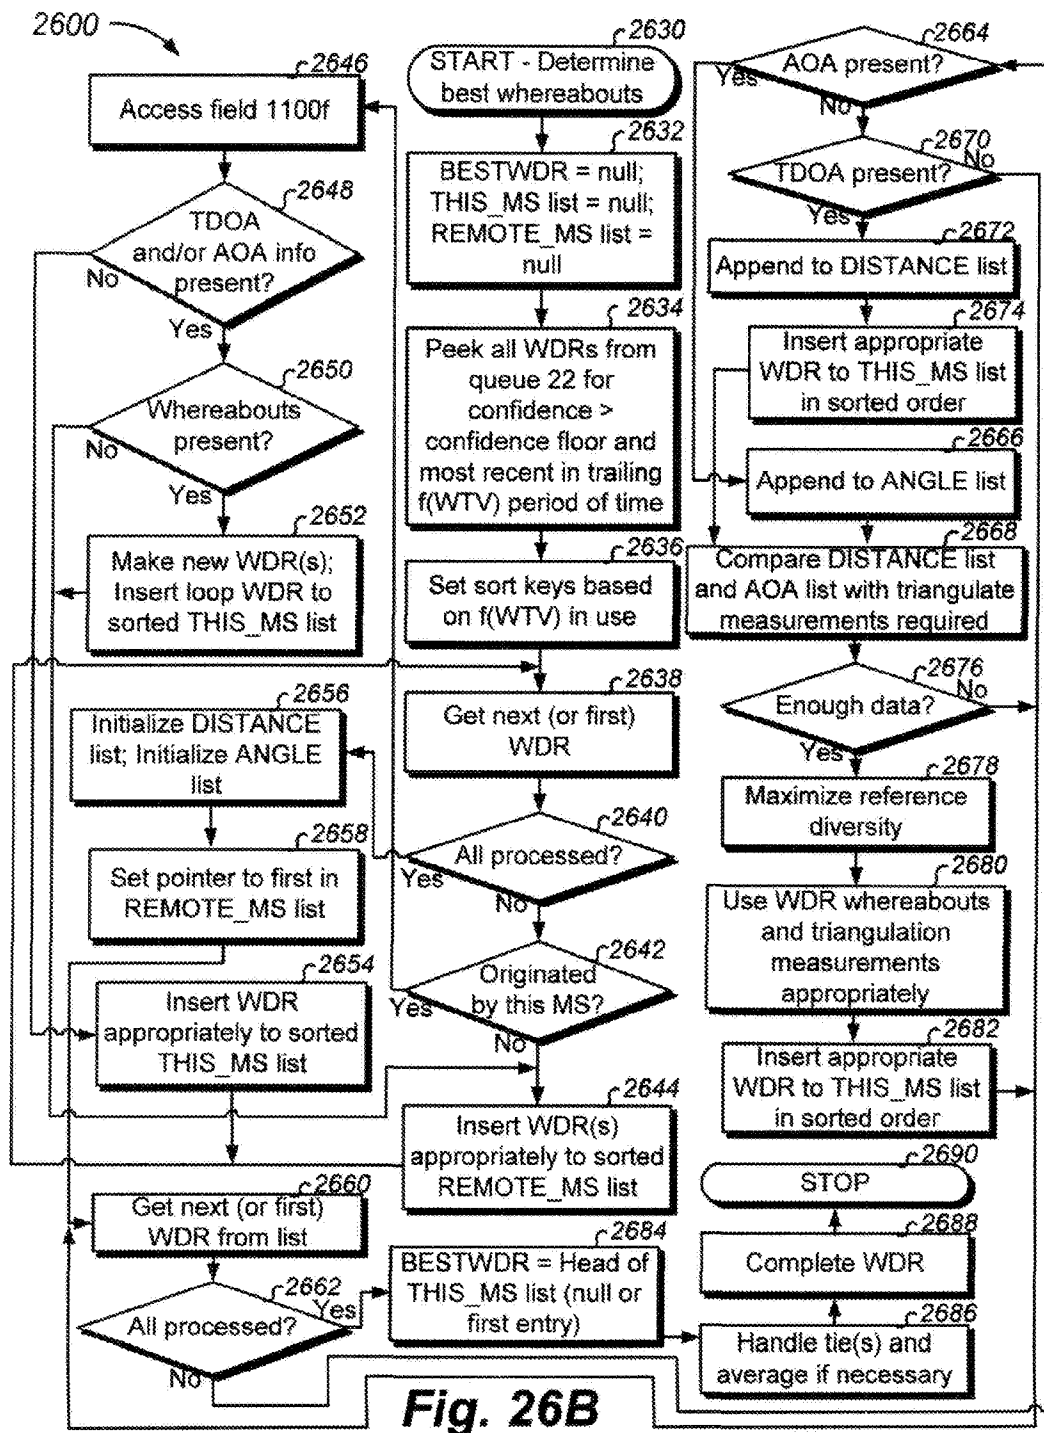 2600
2646
Access field 1100f
2648
TDOA
and/or AOA info
present?
No
Yes
2650
Whereabouts
present?
No
Yes
2652
Make new WDR(s);
Insert loop WDR to
sorted THIS_MS list
2656
Initialize DISTANCE
list; Initialize ANGLE
list
2658
Set pointer to first in
REMOTE_MS list
2654
Insert WDR
appropriately to sorted
THIS_MS list
2660
Get next (or first)
WDR from list
2662
All processed?
Yes
No
2630
START - Determine
best whereabouts
2632
BESTWDR = null;
THIS_MS list = null;
REMOTE_MS list =
null
2634
Peek all WDRs from
queue 22 for
confidence >
confidence floor and
most recent in trailing
f(WTV) period of time
2636
Set sort keys based
on f(WTV) in use
2638
Get next (or first)
WDR
2640
All processed?
Yes
No
2642
Originated
by this MS?
Yes
No
2644
Insert WDR(s)
appropriately to sorted
REMOTE_MS list
2684
BESTWDR = Head of
THIS_MS list (null or
first entry)
2664
AOA present?
Yes
No
2670
No
TDOA present?
Yes
2672
Append to DISTANCE list
2674
Insert appropriate
WDR to THIS_MS list
in sorted order
2666
Append to ANGLE list
2668
Compare DISTANCE list
and AOA list with triangulate
measurements required
2676
No
Enough data?
Yes
2678
Maximize reference
diversity
2680
Use WDR whereabouts
and triangulation
measurements
appropriately
2682
Insert appropriate
WDR to THIS_MS list
in sorted order
2690
STOP
2688
Complete WDR
2686
Handle tie(s) and
average if necessary
Fig. 26B